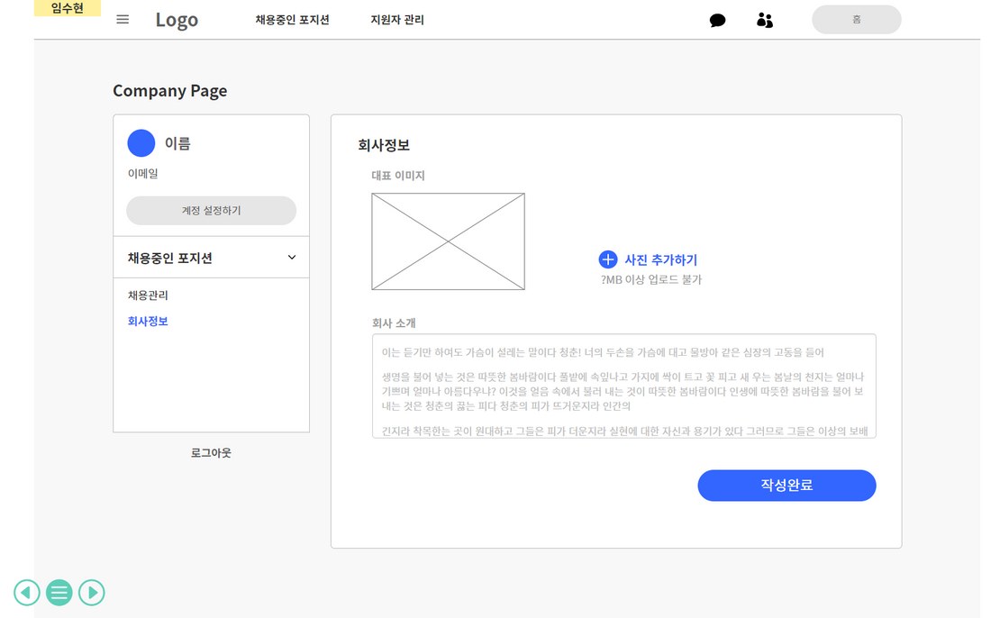 임수현
Logo
채용중인 포지션
지원자 관리
홈
Company Page
이름
이메일
계정 설정하기
채용중인 포지션
채용관리
회사정보
로그아웃
회사정보
대표 이미지
사진 추가하기
?MB 이상 업로드 불가
회사 소개
이는 듣기만 하여도 가슴이 설레는 말이다 청춘! 너의 두손을 가슴에 대고 물방아 같은 심장의 고동을 들어
생명을 불어 넣는 것은 따뜻한 봄바람이다 풀밭에 속잎나고 가지에 싹이 트고 꽃 피고 새 우는 봄날의 천지는 얼마나
기쁘며 얼마나 아름다우냐? 이것을 얼음 속에서 불러 내는 것이 따뜻한 봄바람이다 인생에 따뜻한 봄바람을 불어 보
내는 것은 청춘의 끓는 피다 청춘의 피가 뜨거운지라 인간의
긴지라 착목한는 곳이 원대하고 그들은 피가 더운지라 실현에 대한 자신과 용기가 있다 그러므로 그들은 이상의 보배
작성완료